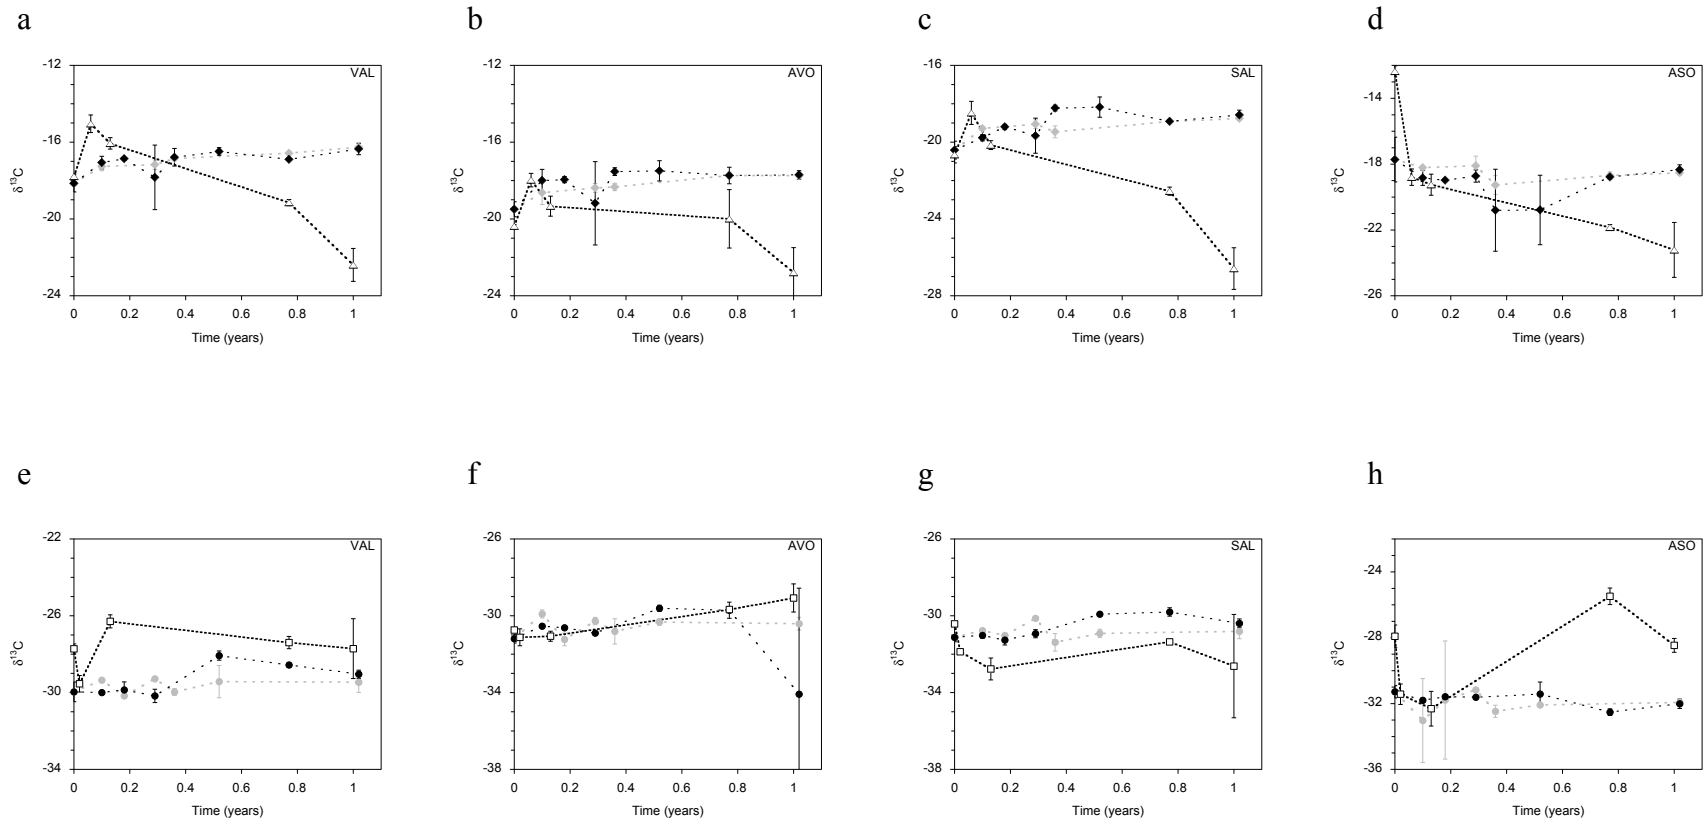 a
b
c
d
VAL
-12
-16
-20
-24
δ13C
0 0.2 0.4 0.6 0.8 1
Time (years)
AVO
-12
-16
-20
-24
δ13C
0 0.2 0.4 0.6 0.8 1
Time (years)
SAL
-16
-20
-24
-28
δ13C
0 0.2 0.4 0.6 0.8 1
Time (years)
ASO
-14
-18
-22
-26
δ13C
0 0.2 0.4 0.6 0.8 1
Time (years)
e
f
g
h
VAL
-22
-26
-30
-34
δ13C
0 0.2 0.4 0.6 0.8 1
Time (years)
AVO
-26
-30
-34
-38
δ13C
0 0.2 0.4 0.6 0.8 1
Time (years)
SAL
-26
-30
-34
-38
δ13C
0 0.2 0.4 0.6 0.8 1
Time (years)
ASO
-24
-28
-32
-36
δ13C
0 0.2 0.4 0.6 0.8 1
Time (years)